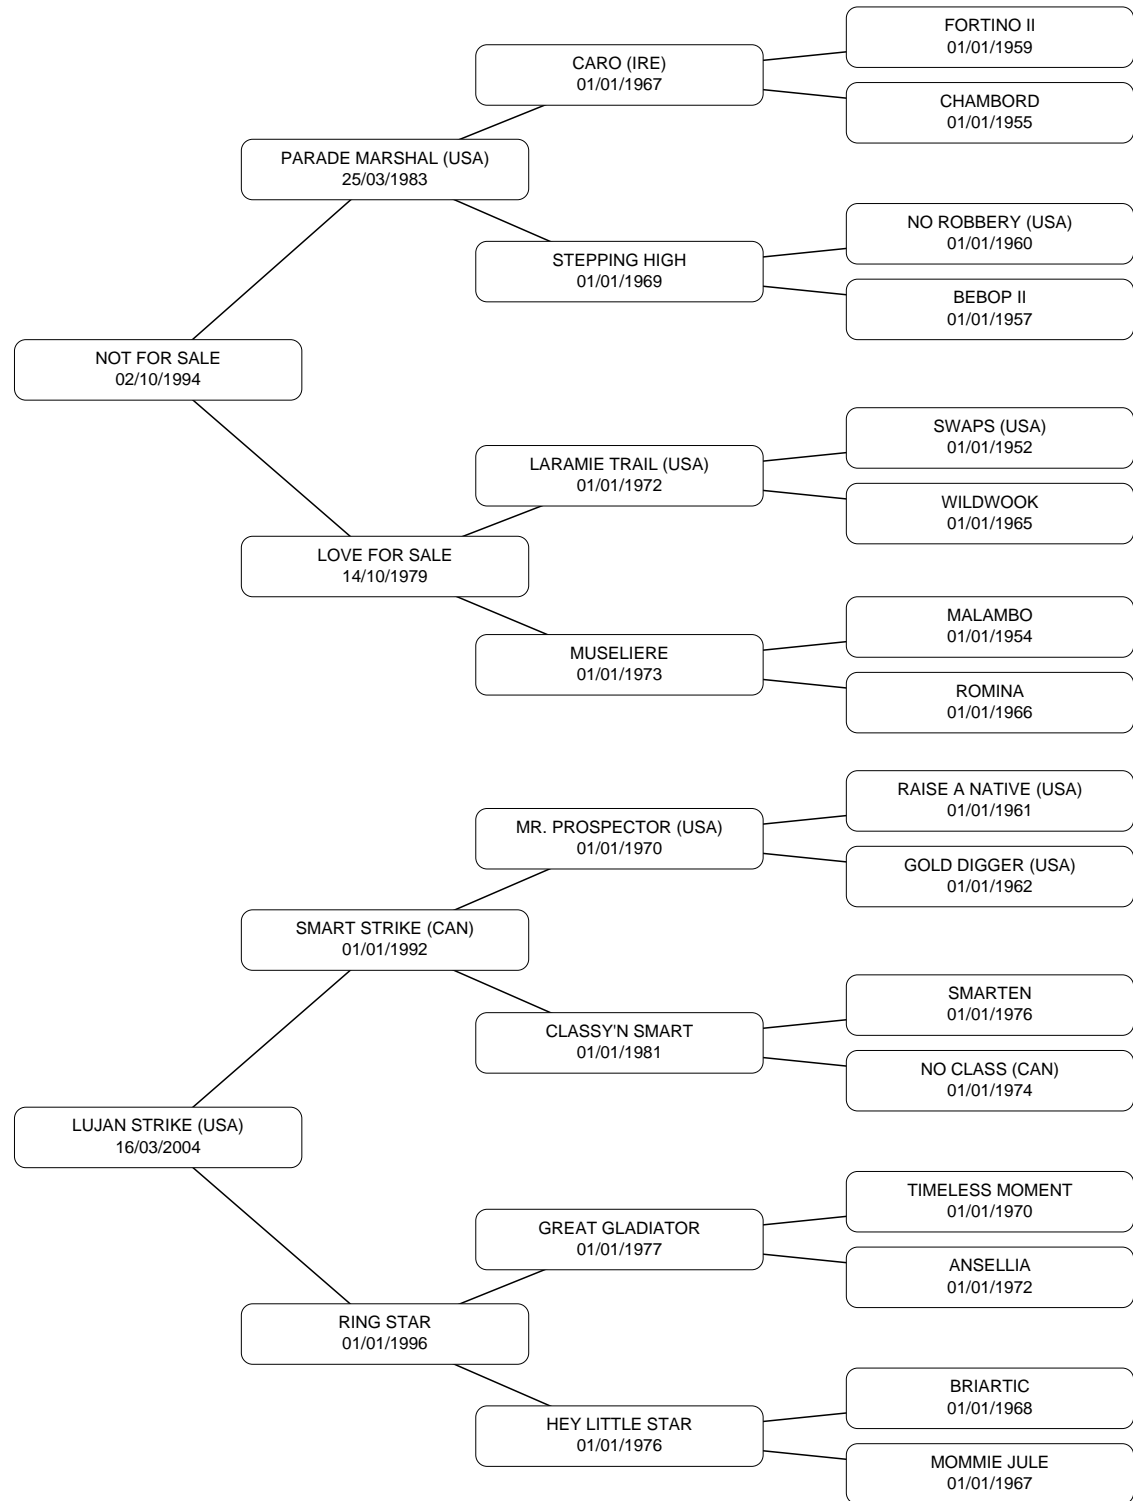 FORTINO II
01/01/1959
CARO (IRE)
01/01/1967
CHAMBORD
01/01/1955
PARADE MARSHAL (USA)
25/03/1983
NO ROBBERY (USA)
01/01/1960
STEPPING HIGH
01/01/1969
BEBOP II
01/01/1957
NOT FOR SALE
02/10/1994
SWAPS (USA)
01/01/1952
LARAMIE TRAIL (USA)
01/01/1972
WILDWOOK
01/01/1965
LOVE FOR SALE
14/10/1979
MALAMBO
01/01/1954
MUSELIERE
01/01/1973
ROMINA
01/01/1966
RAISE A NATIVE (USA)
01/01/1961
MR. PROSPECTOR (USA)
01/01/1970
GOLD DIGGER (USA)
01/01/1962
SMART STRIKE (CAN)
01/01/1992
SMARTEN
01/01/1976
CLASSY'N SMART
01/01/1981
NO CLASS (CAN)
01/01/1974
LUJAN STRIKE (USA)
16/03/2004
TIMELESS MOMENT
01/01/1970
GREAT GLADIATOR
01/01/1977
ANSELLIA
01/01/1972
RING STAR
01/01/1996
BRIARTIC
01/01/1968
HEY LITTLE STAR
01/01/1976
MOMMIE JULE
01/01/1967